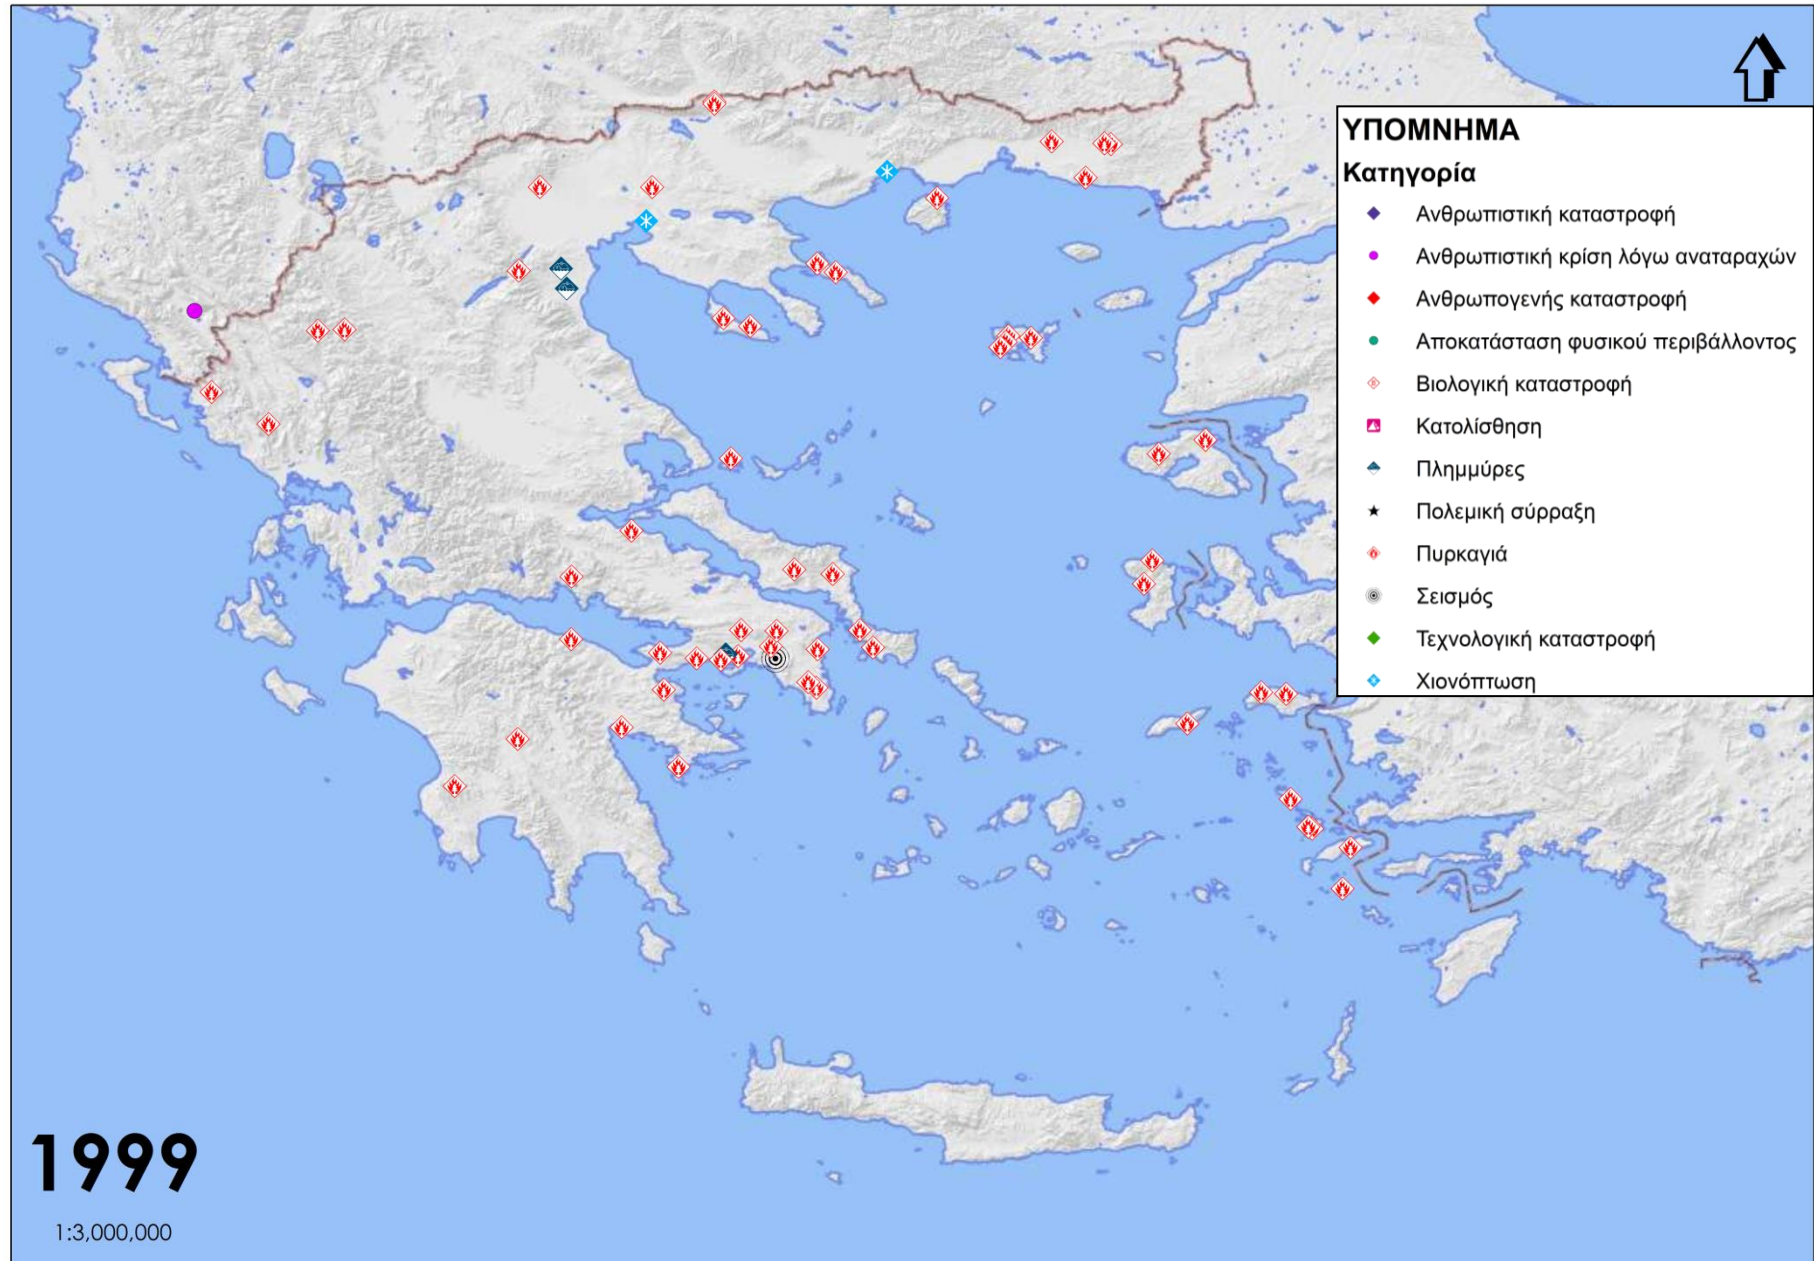 ΥΠΟΜΝΗΜΑ
Κατηγορία
Ανθρωπιστική καταστροφή
Ανθρωπιστική κρίση λόγω αναταραχών
Ανθρωπογενής καταστροφή
Αποκατάσταση φυσικού περιβάλλοντος
Βιολογική καταστροφή
Κατολίσθηση
Πλημμύρες
Πολεμική σύρραξη
Πυρκαγιά
Σεισμός
Τεχνολογική καταστροφή
Χιονόπτωση
1999
1:3,000,000